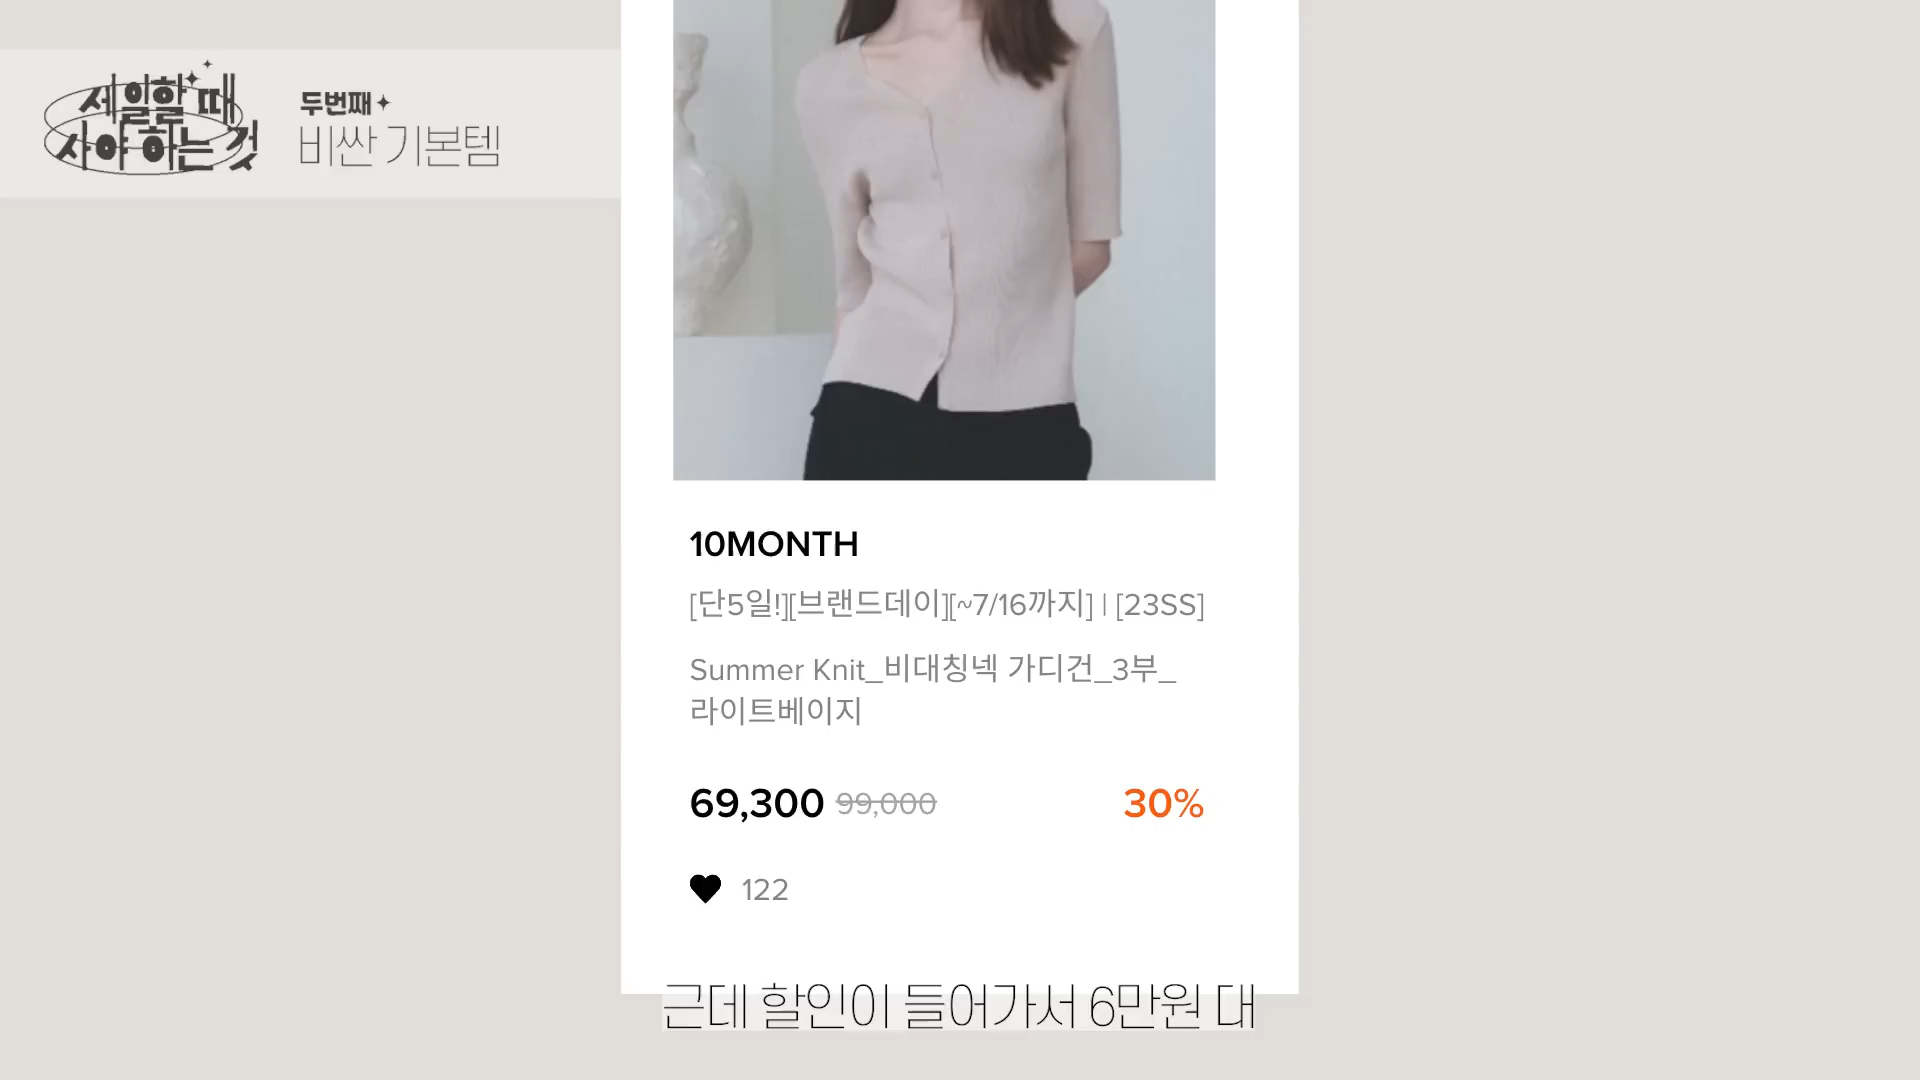 세일할 때
사야 하는 것
두번째
비싼 기본템
10MONTH
[단5일!][브랜드데이][~7/16까지] | [23SS]
Summer Knit_비대칭넥 가디건_3부_
라이트베이지
69,300 99,000 30%
122
근데 할인이 들어가서 6만원 대